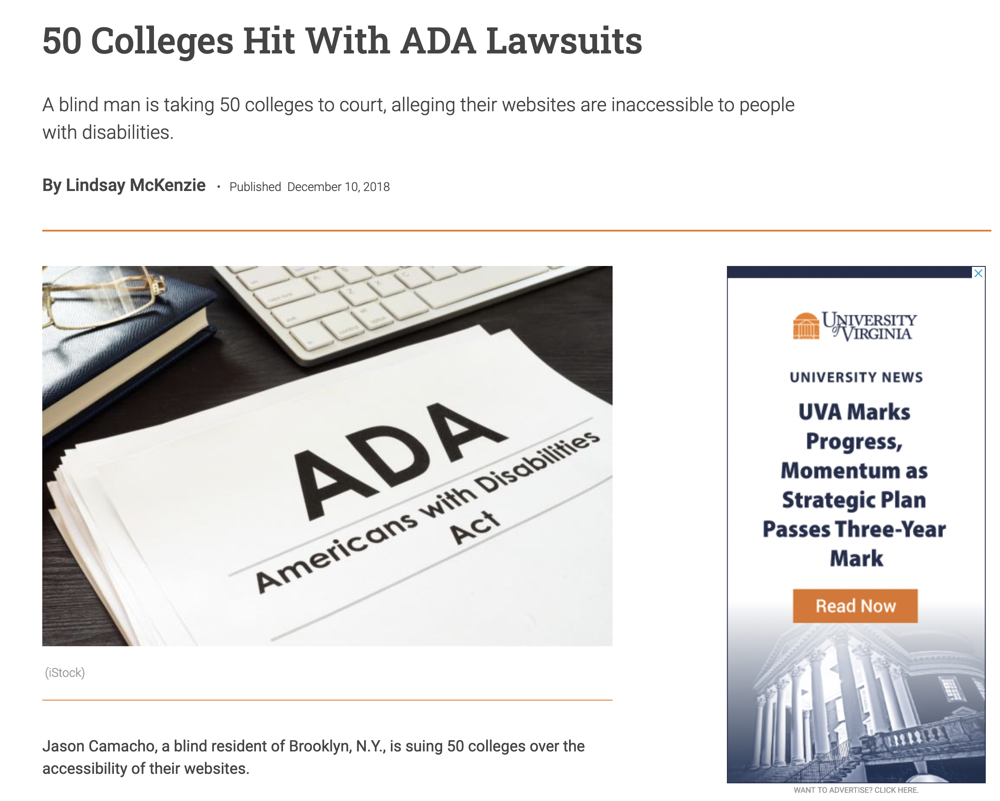 50 Colleges Hit With ADA Lawsuits
A blind man is taking 50 colleges to court, alleging their websites are inaccessible to people
with disabilities.
By Lindsay McKenzie • Published December 10, 2018
A
S
Z
X
C
control
option
ADA
Americans with Disabilities
Act
(iStock)
Jason Camacho, a blind resident of Brooklyn, N.Y., is suing 50 colleges over the
accessibility of their websites.
UNIVERSITY
of VIRGINIA
UNIVERSITY NEWS
UVA Marks
Progress,
Momentum as
Strategic Plan
Passes Three-Year
Mark
Read Now
WANT TO ADVERTISE? CLICK HERE.